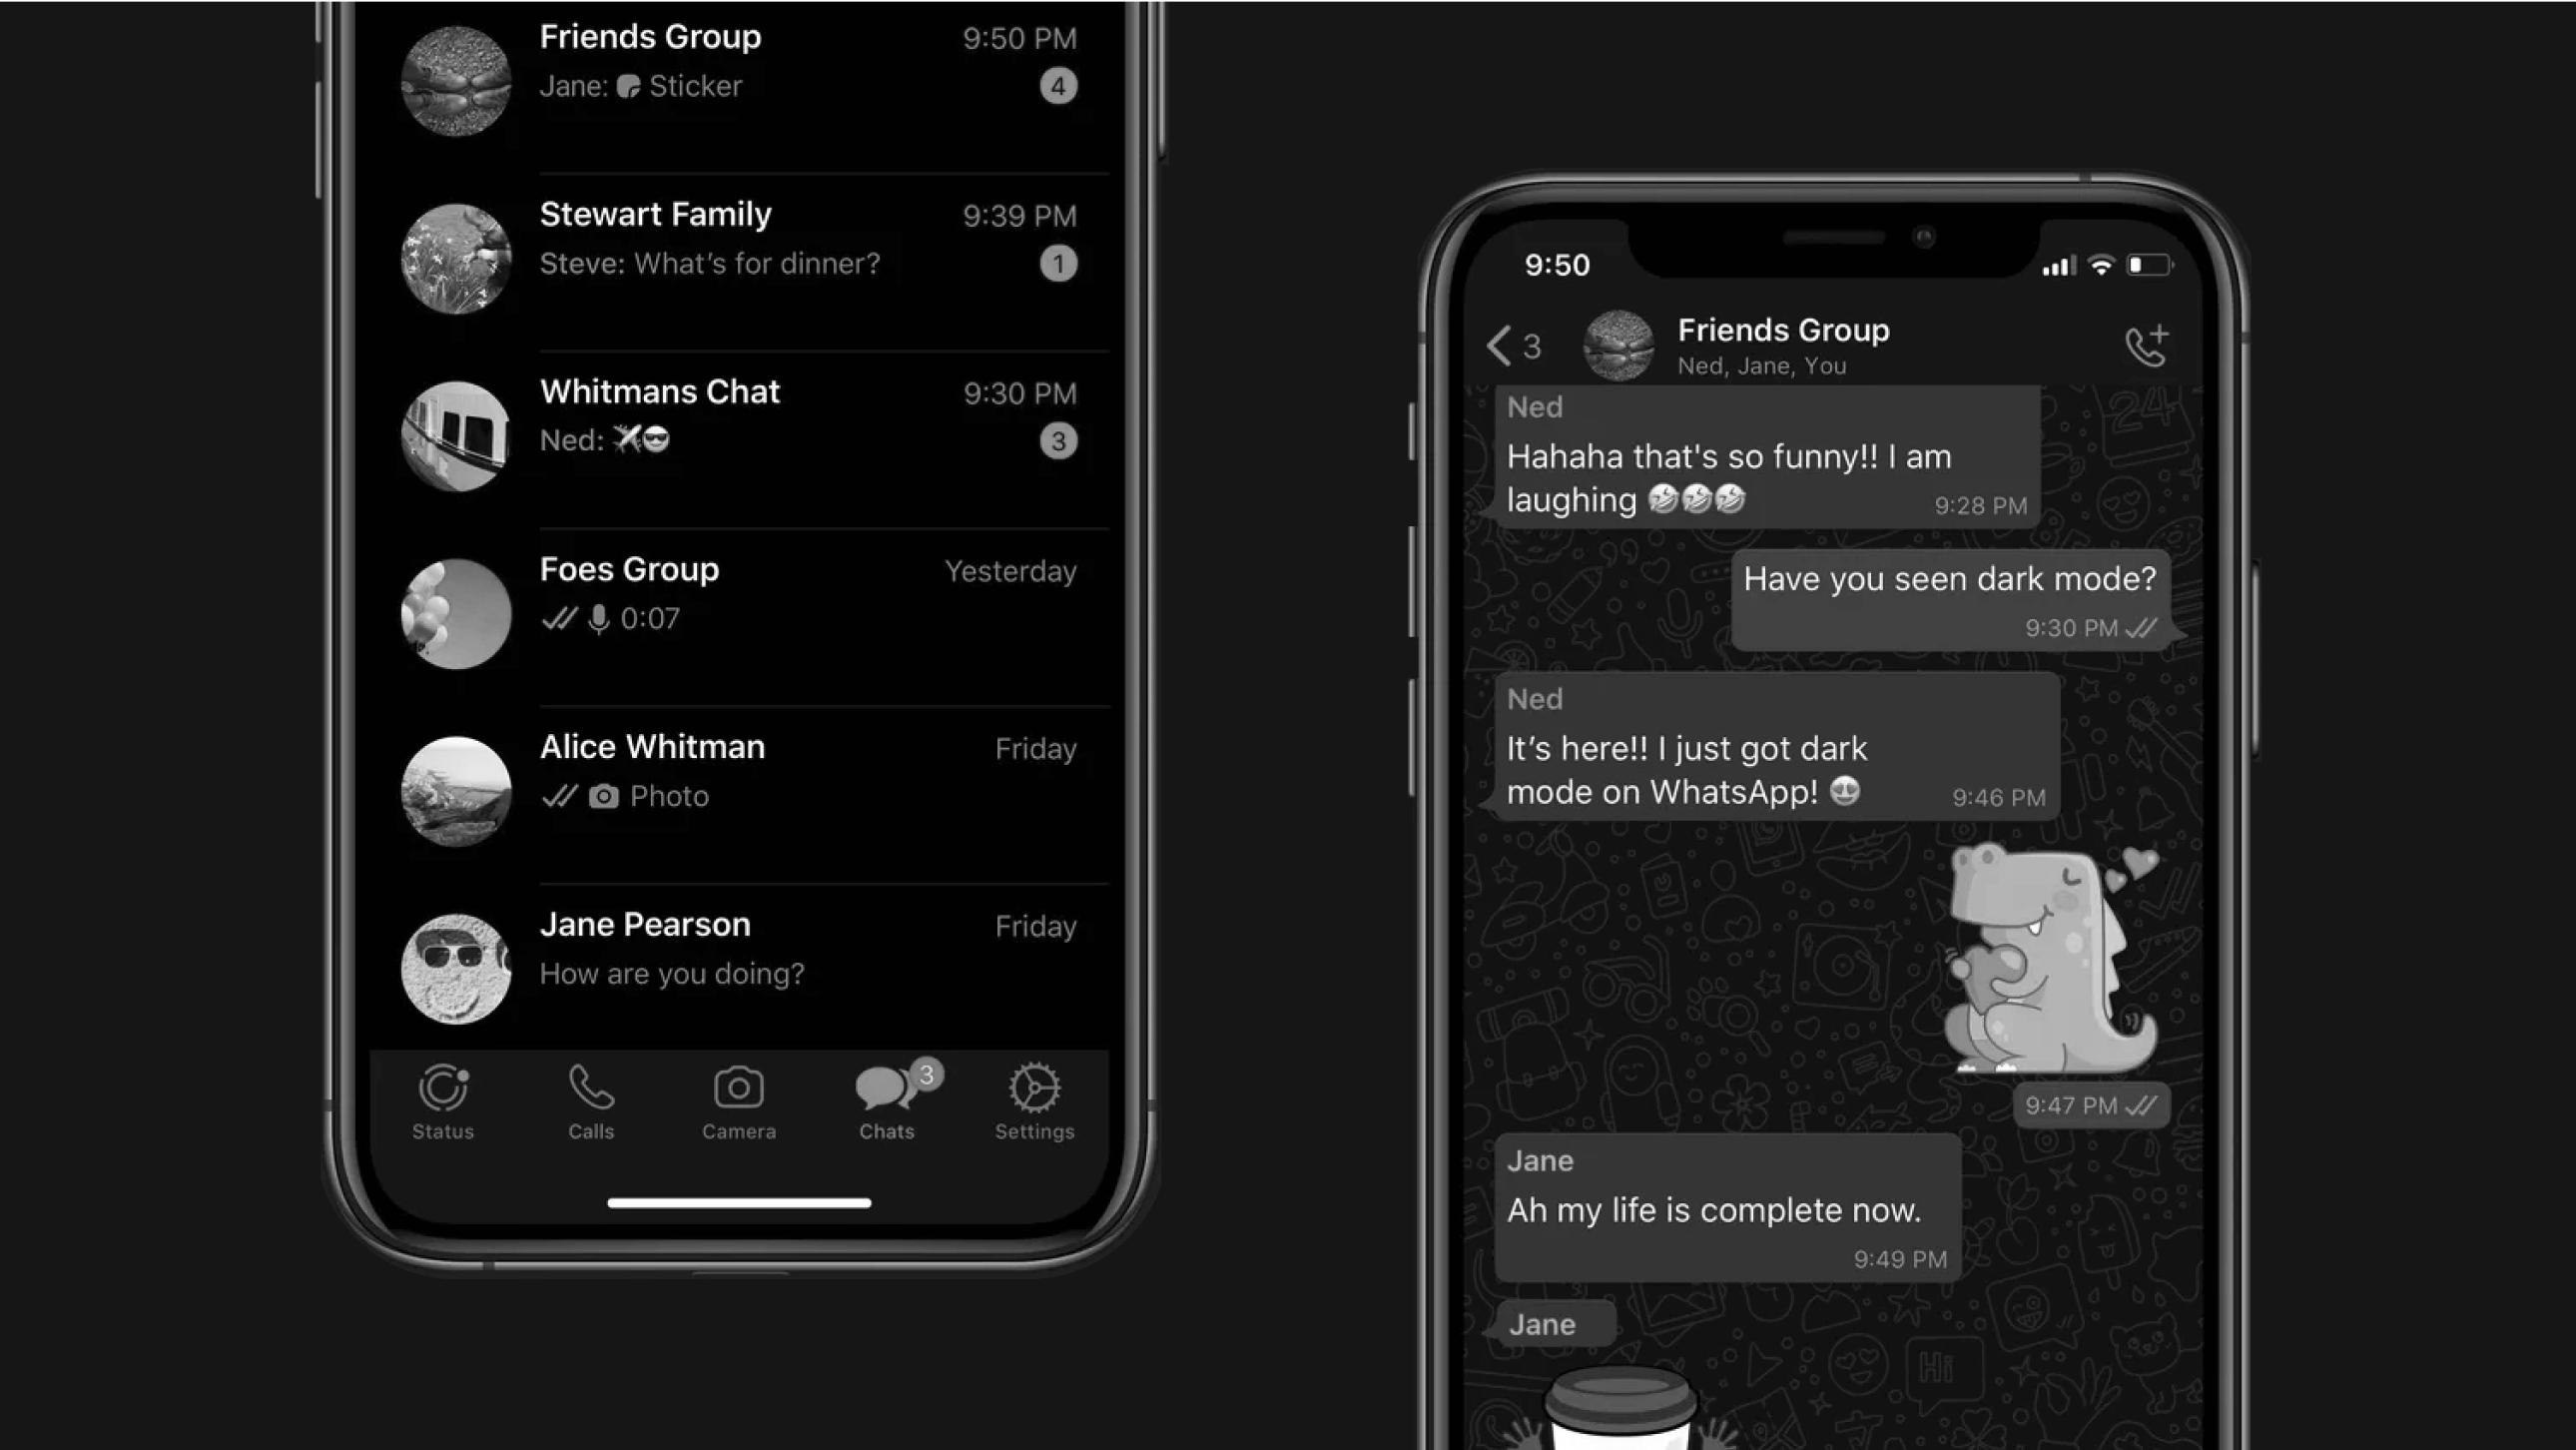 Friends Group
9:50 PM
Jane: Sticker
4
Stewart Family
9:39 PM
Steve: What's for dinner?
1
Whitmans Chat
9:30 PM
Ned: ✈😎
3
Foes Group
Yesterday
0:07
Alice Whitman
Friday
Photo
Jane Pearson
Friday
How are you doing?
3
Status
Calls
Camera
Chats
Settings
9:50
3
Friends Group
Ned, Jane, You
Ned
Hahaha that's so funny!! I am
laughing 🤣🤣🤣
9:28 PM
Have you seen dark mode?
9:30 PM
Ned
It's here!! I just got dark
mode on WhatsApp! 🤩
9:46 PM
9:47 PM
Jane
Ah my life is complete now.
9:49 PM
Jane
24
Hi